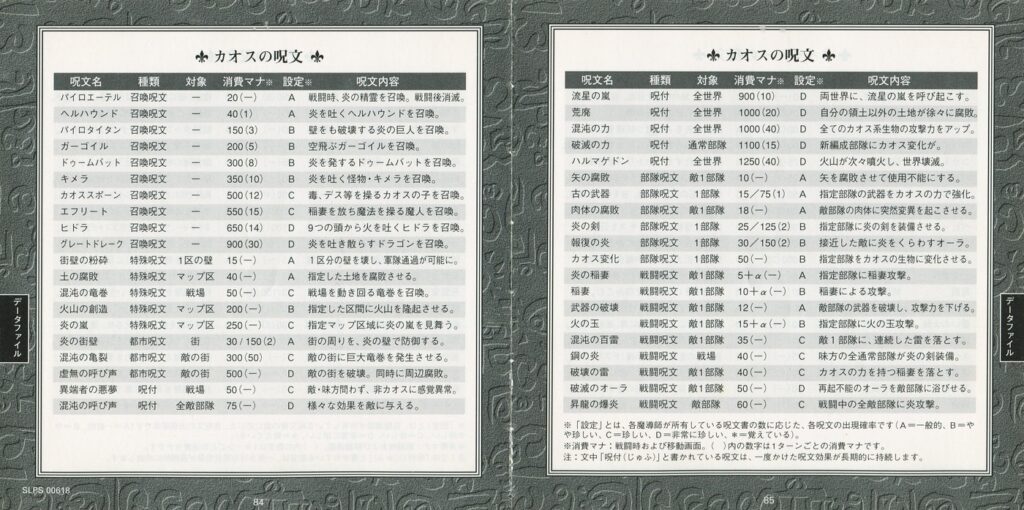 カオスの呪文
呪文名 種類 対象 消費マナ※ 設定※ 呪文内容
パイロエーテル 召喚呪文 ― 20(―) A 戦闘時、炎の精霊を召喚。戦闘後消滅。
ヘルハウンド 召喚呪文 ― 40(1) A 炎を吐くヘルハウンドを召喚。
パイロタイタン 召喚呪文 ― 150(3) B 壁をも破壊する炎の巨人を召喚。
ガーゴイル 召喚呪文 ― 200(5) B 空飛ぶガーゴイルを召喚。
ドゥームバット 召喚呪文 ― 300(8) B 炎を発するドゥームバットを召喚。
キメラ 召喚呪文 ― 350(10) B 炎を吐く怪物・キメラを召喚。
カオススポーン 召喚呪文 ― 500(12) C 毒、デス等を操るカオスの子を召喚。
エフリート 召喚呪文 ― 550(15) C 稲妻を放ち魔法を操る魔人を召喚。
ヒドラ 召喚呪文 ― 650(14) D 9つの頭から火を吐くヒドラを召喚。
グレートドレーク 召喚呪文 ― 900(30) D 炎を吐き散らすドラゴンを召喚。
街壁の粉砕 特殊呪文 1区の壁 15(―) A 1区分の壁を壊し、軍隊通過が可能に。
土の腐敗 特殊呪文 マップ区 40(―) A 指定した土地を腐敗させる。
混沌の竜巻 特殊呪文 戦場 50(―) C 戦場を動き回る竜巻を召喚。
火山の創造 特殊呪文 マップ区 200(―) B 指定した区間に火山を隆起させる。
炎の嵐 特殊呪文 マップ区 250(―) C 指定マップ区域に炎の嵐を見舞う。
炎の街壁 都市呪文 街 30/150(2) A 街の周りを、炎の壁で防御する。
混沌の亀裂 都市呪文 敵の街 300(50) C 敵の街に巨大竜巻を発生させる。
虚無の呼び声 都市呪文 敵の街 500(―) D 敵の街を破壊。同時に周辺腐敗。
異端者の悪夢 呪付 戦場 50(―) C 敵・味方問わず、非カオスに感覚異常。
混沌の呼び声 呪付 全敵部隊 75(―) D 様々な効果を敵に与える。
データファイル
SLPS 00618
84
カオスの呪文
呪文名 種類 対象 消費マナ※ 設定※ 呪文内容
流星の嵐 呪付 全世界 900(10) D 両世界に、流星の嵐を呼び起こす。
荒廃 呪付 全世界 1000(20) D 自分の領土以外の土地が徐々に腐敗。
混沌の力 呪付 全世界 1000(40) D 全てのカオス系生物の攻撃力をアップ。
破滅の力 呪付 通常部隊 1100(15) D 新編成部隊にカオス変化が。
ハルマゲドン 呪付 全世界 1250(40) D 火山が次々噴火し、世界壊滅。
矢の腐敗 部隊呪文 敵1部隊 10(―) A 矢を腐敗させて使用不能にする。
古の武器 部隊呪文 1部隊 15/75(1) A 指定部隊の武器をカオスの力で強化。
肉体の腐敗 部隊呪文 敵1部隊 18(―) A 敵部隊の肉体に突然変異を起こさせる。
炎の剣 部隊呪文 1部隊 25/125(2) B 指定部隊に炎の剣を装備させる。
報復の炎 部隊呪文 1部隊 30/150(2) B 接近した敵に炎をくらわすオーラ。
カオス変化 部隊呪文 1部隊 50(―) B 指定部隊をカオスの生物に変化させる。
炎の稲妻 戦闘呪文 敵1部隊 5+α(―) A 指定部隊に稲妻攻撃。
稲妻 戦闘呪文 敵1部隊 10+α(―) B 稲妻による攻撃。
武器の破壊 戦闘呪文 敵1部隊 12(―) A 敵部隊の武器を破壊し、攻撃力を下げる。
火の玉 戦闘呪文 敵1部隊 15+α(―) B 指定部隊に火の玉攻撃。
混沌の百雷 戦闘呪文 敵1部隊 35(―) C 敵1部隊に、連続した雷を落とす。
鋼の炎 戦闘呪文 戦場 40(―) C 味方の全通常部隊が炎の剣装備。
破壊の雷 戦闘呪文 敵1部隊 40(―) C カオスの力を持つ稲妻を落とす。
破滅のオーラ 戦闘呪文 敵1部隊 50(―) D 再起不能のオーラを敵部隊に浴びせる。
昇龍の爆炎 戦闘呪文 敵部隊 60(―) C 戦闘中の全敵部隊に炎攻撃。
※「設定」とは、各魔導師が所有している呪文書の数に応じた、各呪文の出現確率です(A=一般的、B=や
や珍しい、C=珍しい、D=非常に珍しい、*=覚えている)。
※消費マナ:戦闘時および移動画面。( )内の数字は1ターンごとの消費マナです。
注:文中「呪付(じゅふ)」と書かれている呪文は、一度かけた呪文効果が長期的に持続します。
データファイル
85